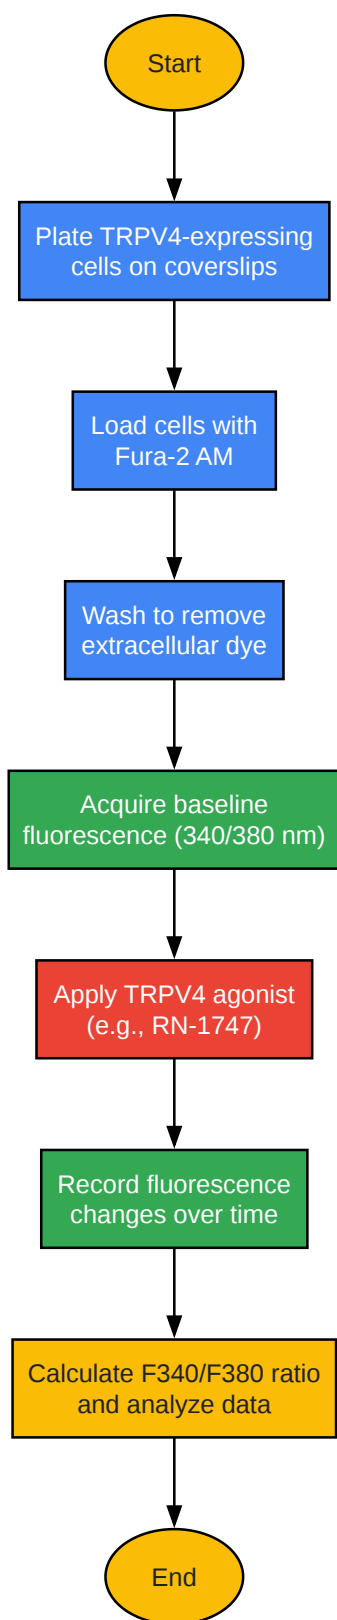 Start
Plate TRPV4-expressing
cells on coverslips
Load cells with
Fura-2 AM
Wash to remove
extracellular dye
Acquire baseline
fluorescence (340/380 nm)
Apply TRPV4 agonist
(e.g., RN-1747)
Record fluorescence
changes over time
Calculate F340/F380 ratio
and analyze data
End